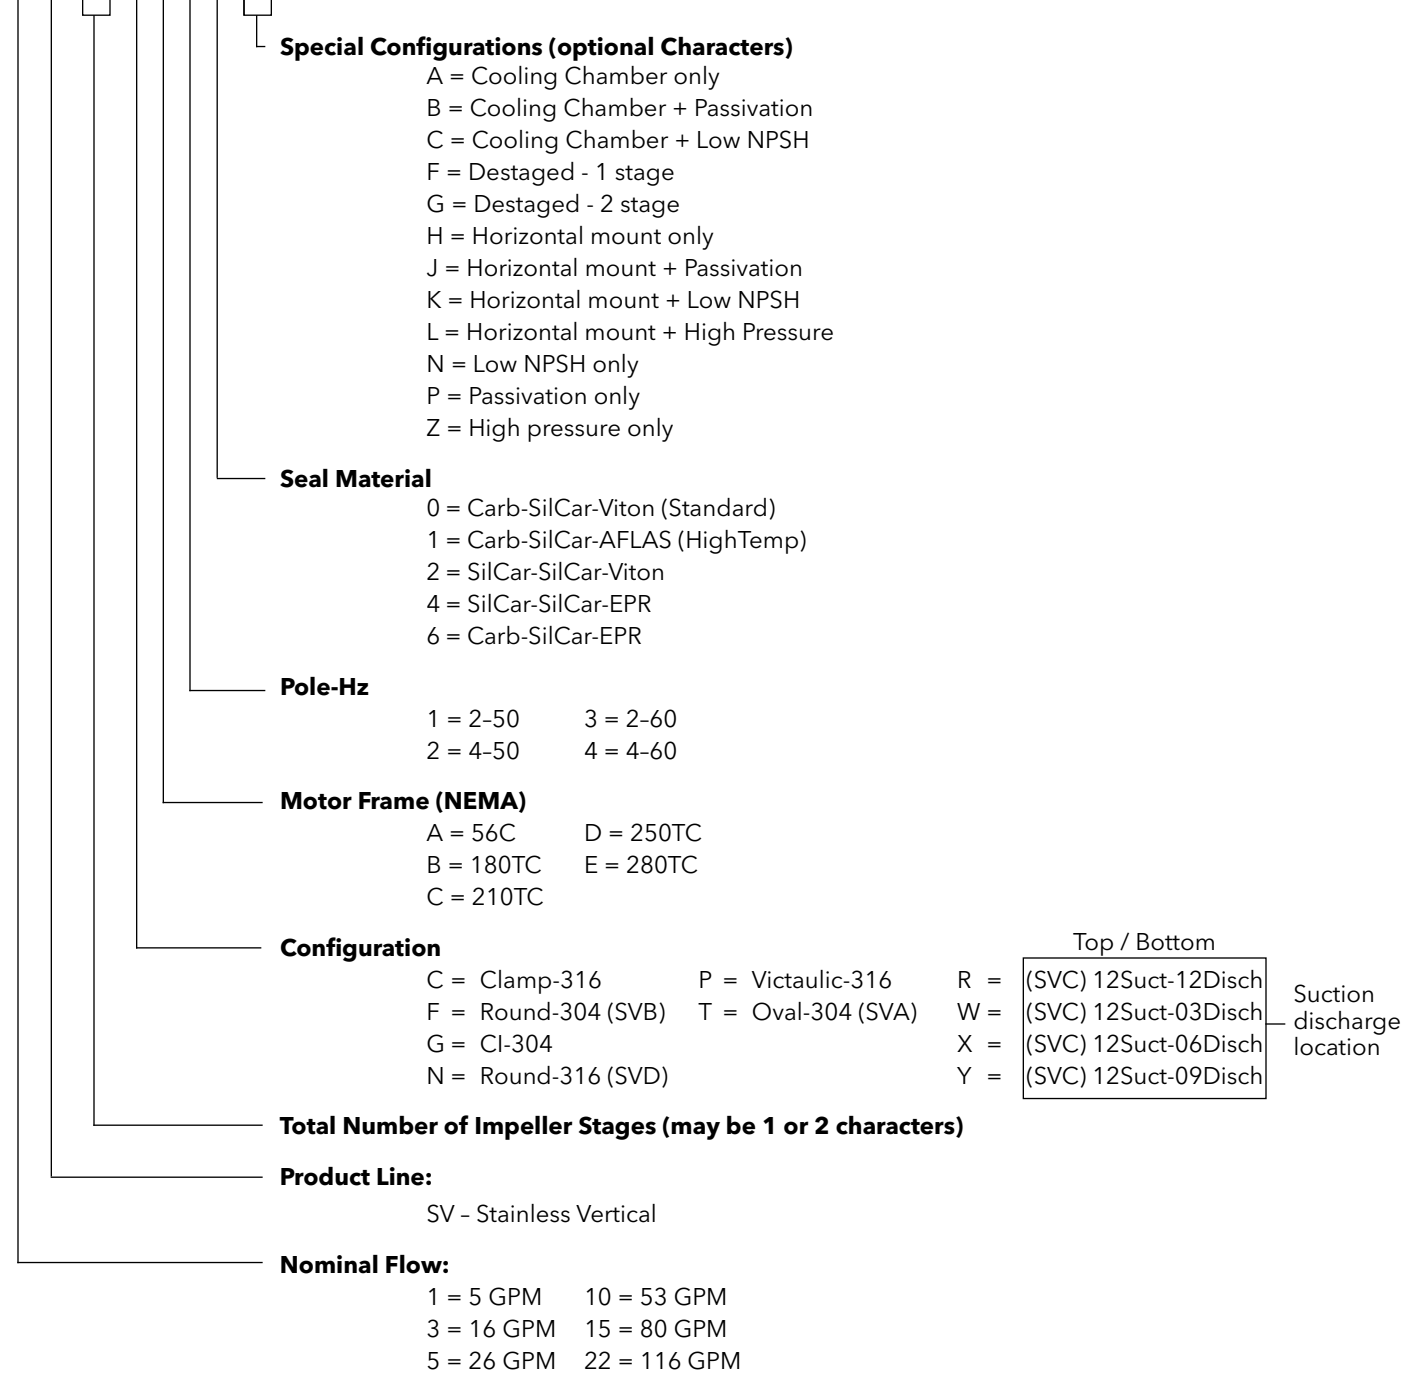 Special Configurations (optional Characters)
A = Cooling Chamber only
B = Cooling Chamber + Passivation
C = Cooling Chamber + Low NPSH
F = Destaged - 1 stage
G = Destaged - 2 stage
H = Horizontal mount only
J = Horizontal mount + Passivation
K = Horizontal mount + Low NPSH
L = Horizontal mount + High Pressure
N = Low NPSH only
P = Passivation only
Z = High pressure only
Seal Material
0 = Carb-SilCar-Viton (Standard)
1 = Carb-SilCar-AFLAS (HighTemp)
2 = SilCar-SilCar-Viton
4 = SilCar-SilCar-EPR
6 = Carb-SilCar-EPR
Pole-Hz
1 = 2–50 3 = 2–60
2 = 4–50 4 = 4–60
Motor Frame (NEMA)
A = 56C D = 250TC
B = 180TC E = 280TC
C = 210TC
Configuration
Top / Bottom
C = Clamp-316 P = Victaulic-316 R = (SVC) 12Suct-12Disch
F = Round-304 (SVB) T = Oval-304 (SVA) W = (SVC) 12Suct-03Disch
G = CI-304 X = (SVC) 12Suct-06Disch
N = Round-316 (SVD) Y = (SVC) 12Suct-09Disch
Suction
discharge
location
Total Number of Impeller Stages (may be 1 or 2 characters)
Product Line:
SV – Stainless Vertical
Nominal Flow:
1 = 5 GPM 10 = 53 GPM
3 = 16 GPM 15 = 80 GPM
5 = 26 GPM 22 = 116 GPM